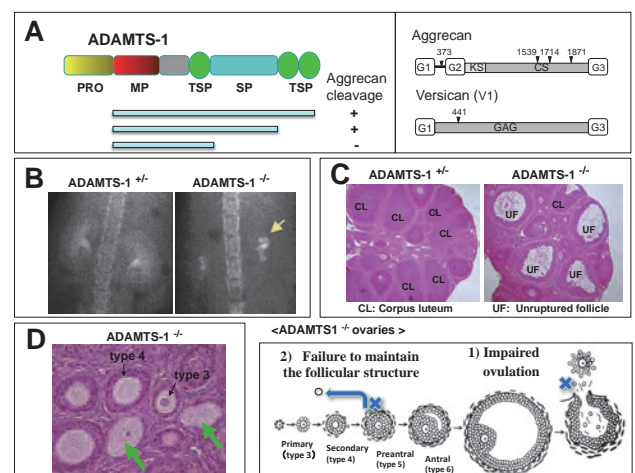 A
ADAMTS-1
PRO MP TSP SP TSP
Aggrecan
cleavage
+
+
-
Aggrecan
373 1539 1714 1871
G1 G2 KS CS G3
Versican (V1)
441
G1 GAG G3
B
ADAMTS-1 +/- ADAMTS-1 -/-
C
ADAMTS-1 +/- ADAMTS-1 -/-
CL
CL
CL
CL
CL
CL
CL
UF
CL
UF
UF
UF
CL: Corpus luteum UF: Unruptured follicle
D
ADAMTS-1 -/-
type 4
type 3
<ADAMTS1 -/- ovaries >
2) Failure to maintain
the follicular structure
1) Impaired
ovulation
Primary
(type 3)
Secondary
(type 4)
Preantral
(type 5)
Antral
(type 6)